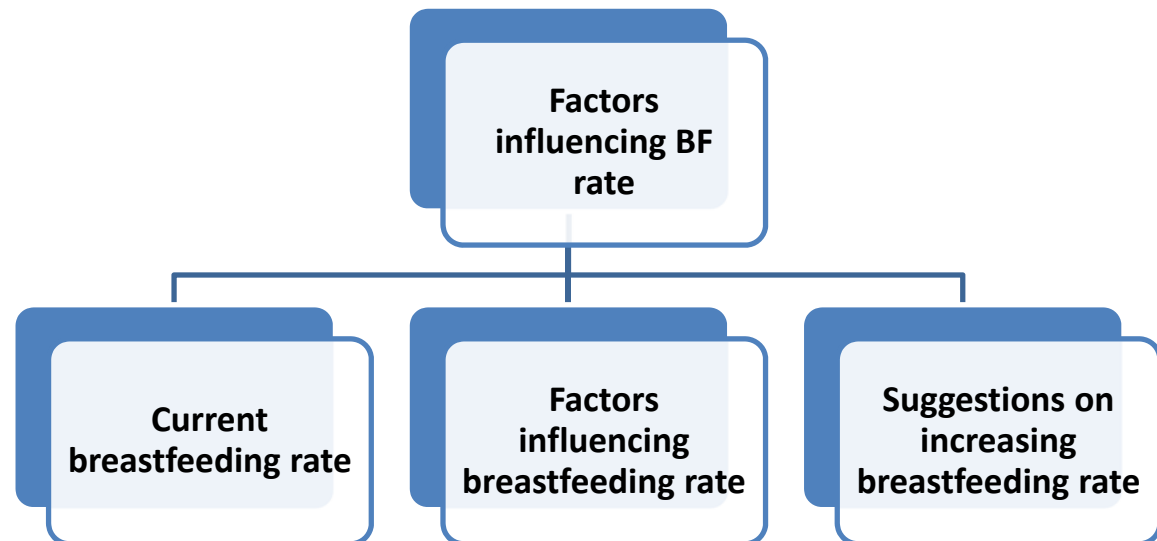 Factors
influencing BF
rate
Current
breastfeeding rate
Factors
influencing
breastfeeding rate
Suggestions on
increasing
breastfeeding rate